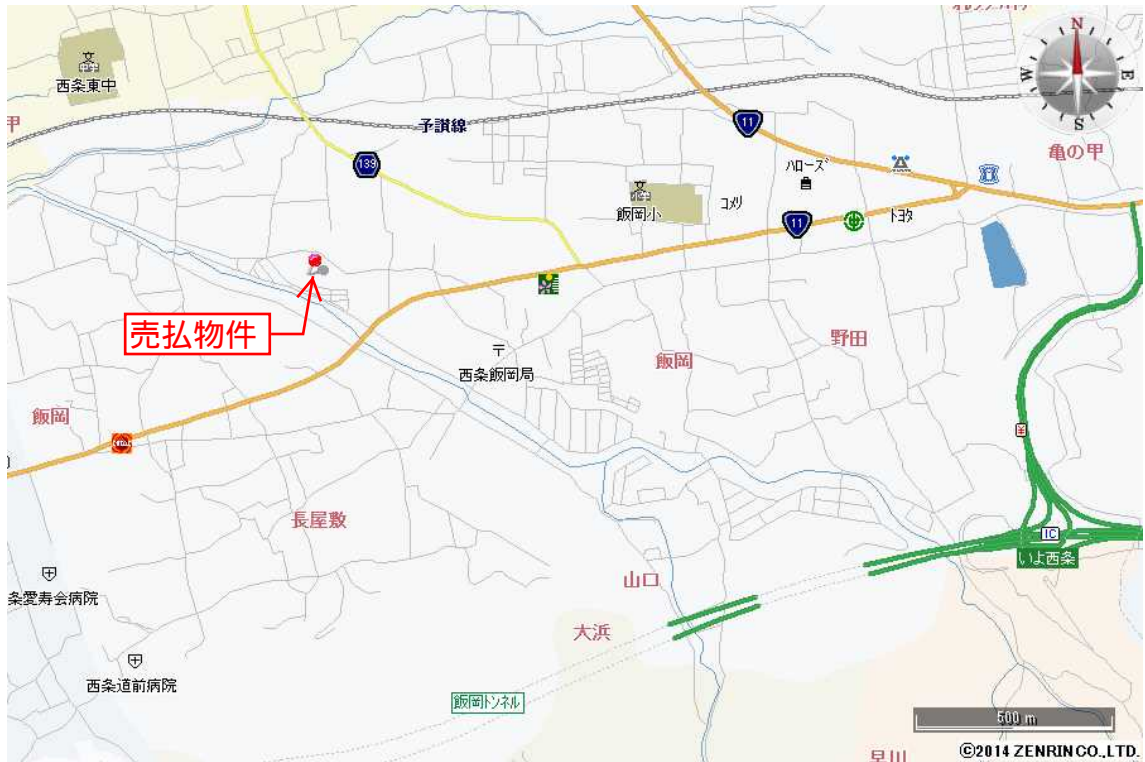 N
W
E
S
西条東中
甲
予讃線
139
11
ハローズ
亀の甲
飯岡小
コメリ
11
トヨタ
売払物件
野田
〒
飯岡
西条飯岡局
飯岡
¥
長屋敷
IC
いよ西条
山口
条愛寿会病院
大浜
西条道前病院
飯岡トンネル
500 m
©2014 ZENRIN CO., LTD.
早川